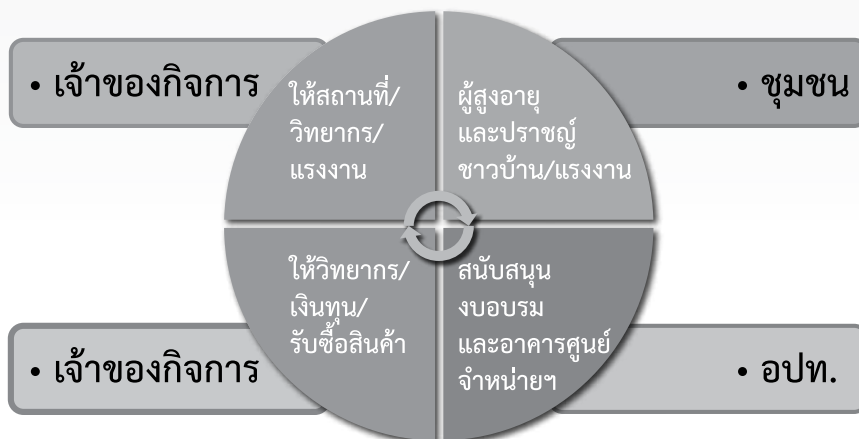 • เจ้าของกิจการ
ให้สถานที่/
วิทยากร/
แรงงาน
ผู้สูงอายุ
และปราชญ์
ชาวบ้าน/แรงงาน
• ชุมชน
• เจ้าของกิจการ
ให้วิทยากร/
เงินทุน/
รับซื้อสินค้า
สนับสนุน
งบอบรม
และอาคารศูนย์
จำหน่ายฯ
• อปท.